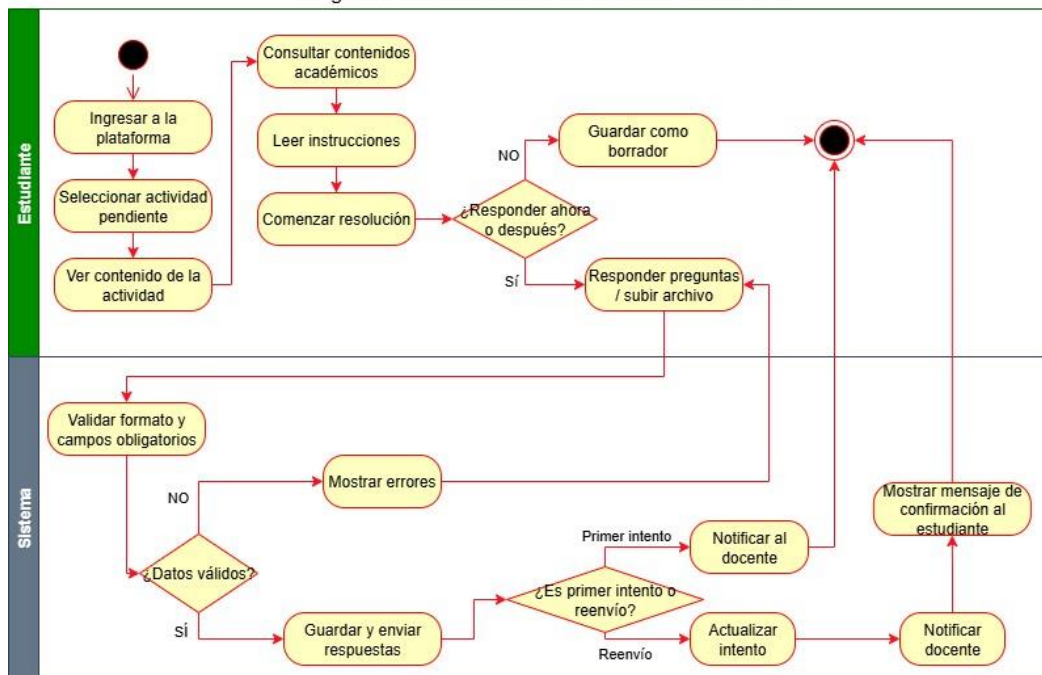 Estudiante
Ingresar a la
plataforma
Seleccionar actividad
pendiente
Ver contenido de la
actividad
Consultar contenidos
académicos
Leer instrucciones
Comenzar resolución
¿Responder ahora
o después?
NO
Guardar como
borrador
Sí
Responder preguntas
/ subir archivo
Sistema
Validar formato y
campos obligatorios
¿Datos válidos?
NO
Mostrar errores
SÍ
Guardar y enviar
respuestas
¿Es primer intento o
reenvío?
Primer intento
Notificar al
docente
Reenvío
Actualizar
intento
Notificar
docente
Mostrar mensaje de
confirmación al
estudiante